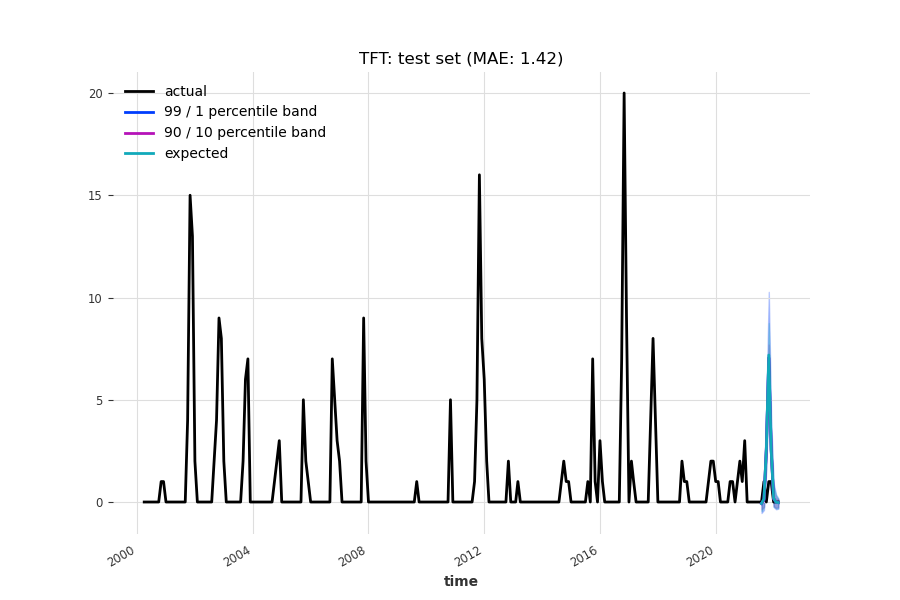 TFT: test set (MAE: 1.42)
actual
99 / 1 percentile band
90 / 10 percentile band
expected
20
15
10
5
0
2000
2004
2008
2012
2016
2020
time